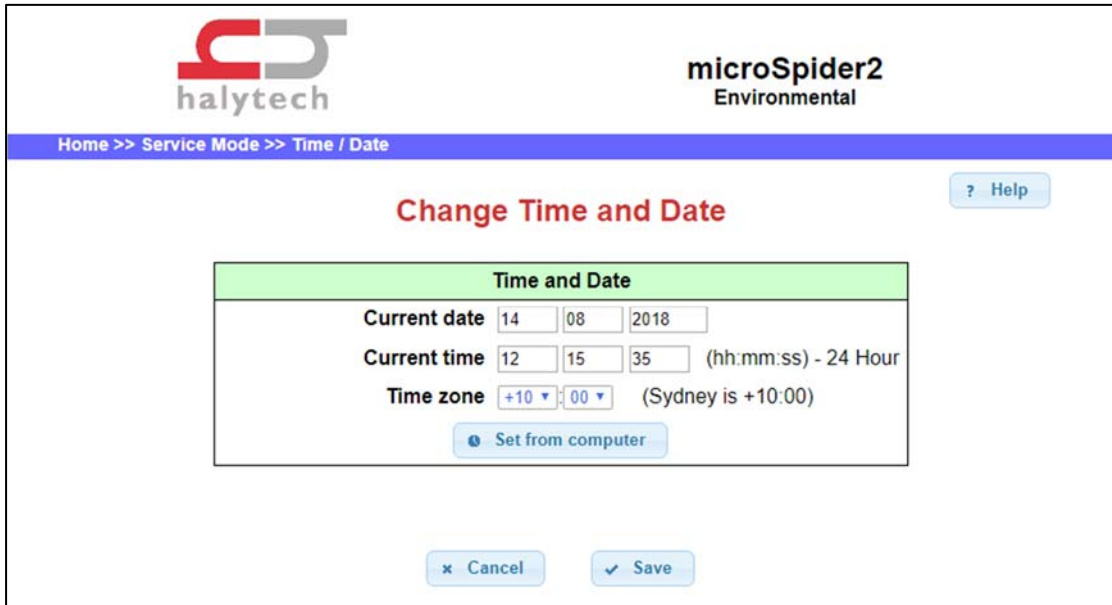 halytech
microSpider2
Environmental
Home >> Service Mode >> Time / Date
? Help
Change Time and Date
Time and Date
Current date 14 08 2018
Current time 12 15 35 (hh:mm:ss) - 24 Hour
Time zone +10 : 00 (Sydney is +10:00)
Set from computer
Cancel Save